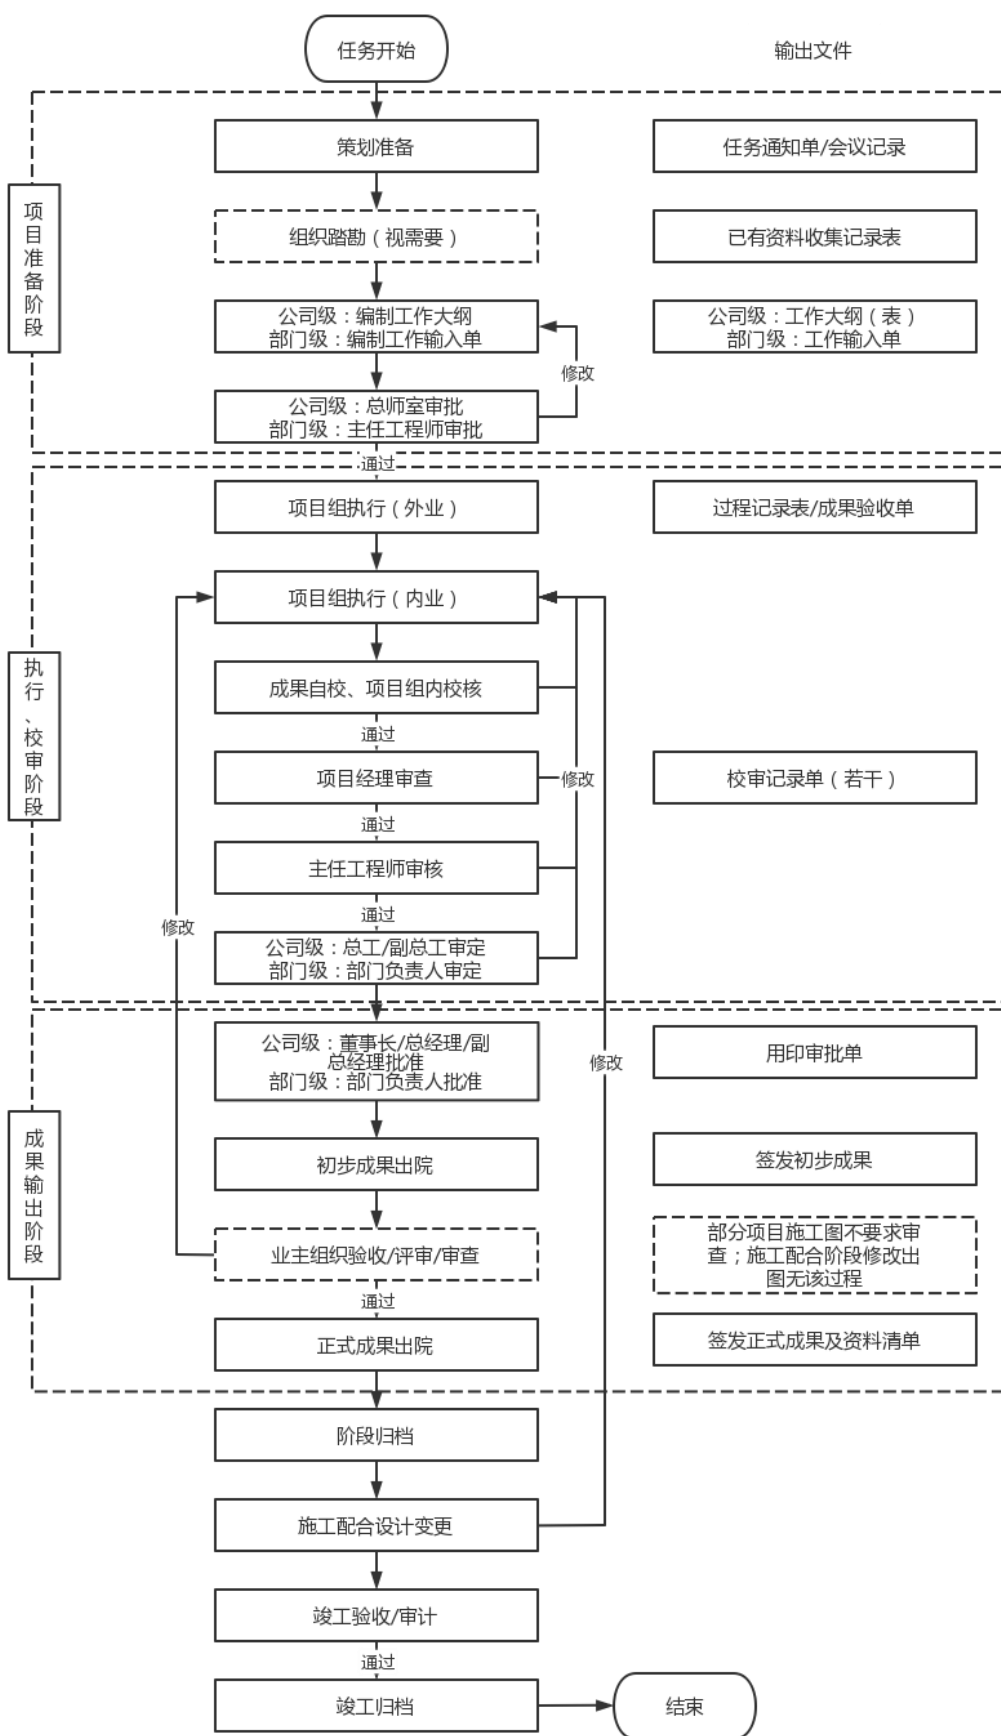 任务开始
输出文件
项目准备阶段
策划准备
任务通知单/会议记录
组织踏勘（视需要）
已有资料收集记录表
公司级：编制工作大纲
部门级：编制工作输入单
公司级：工作大纲（表）
部门级：工作输入单
修改
公司级：总师室审批
部门级：主任工程师审批
通过
执行、校审阶段
项目组执行（外业）
过程记录表/成果验收单
项目组执行（内业）
成果自校、项目组内校核
通过
项目经理审查
修改
校审记录单（若干）
通过
主任工程师审核
通过
修改
公司级：总工/副总工审定
部门级：部门负责人审定
成果输出阶段
公司级：董事长/总经理/副
总经理批准
部门级：部门负责人批准
修改
用印审批单
初步成果出院
签发初步成果
业主组织验收/评审/审查
部分项目施工图不要求审
查；施工配合阶段修改出
图无该过程
通过
正式成果出院
签发正式成果及资料清单
阶段归档
施工配合设计变更
竣工验收/审计
通过
竣工归档
结束